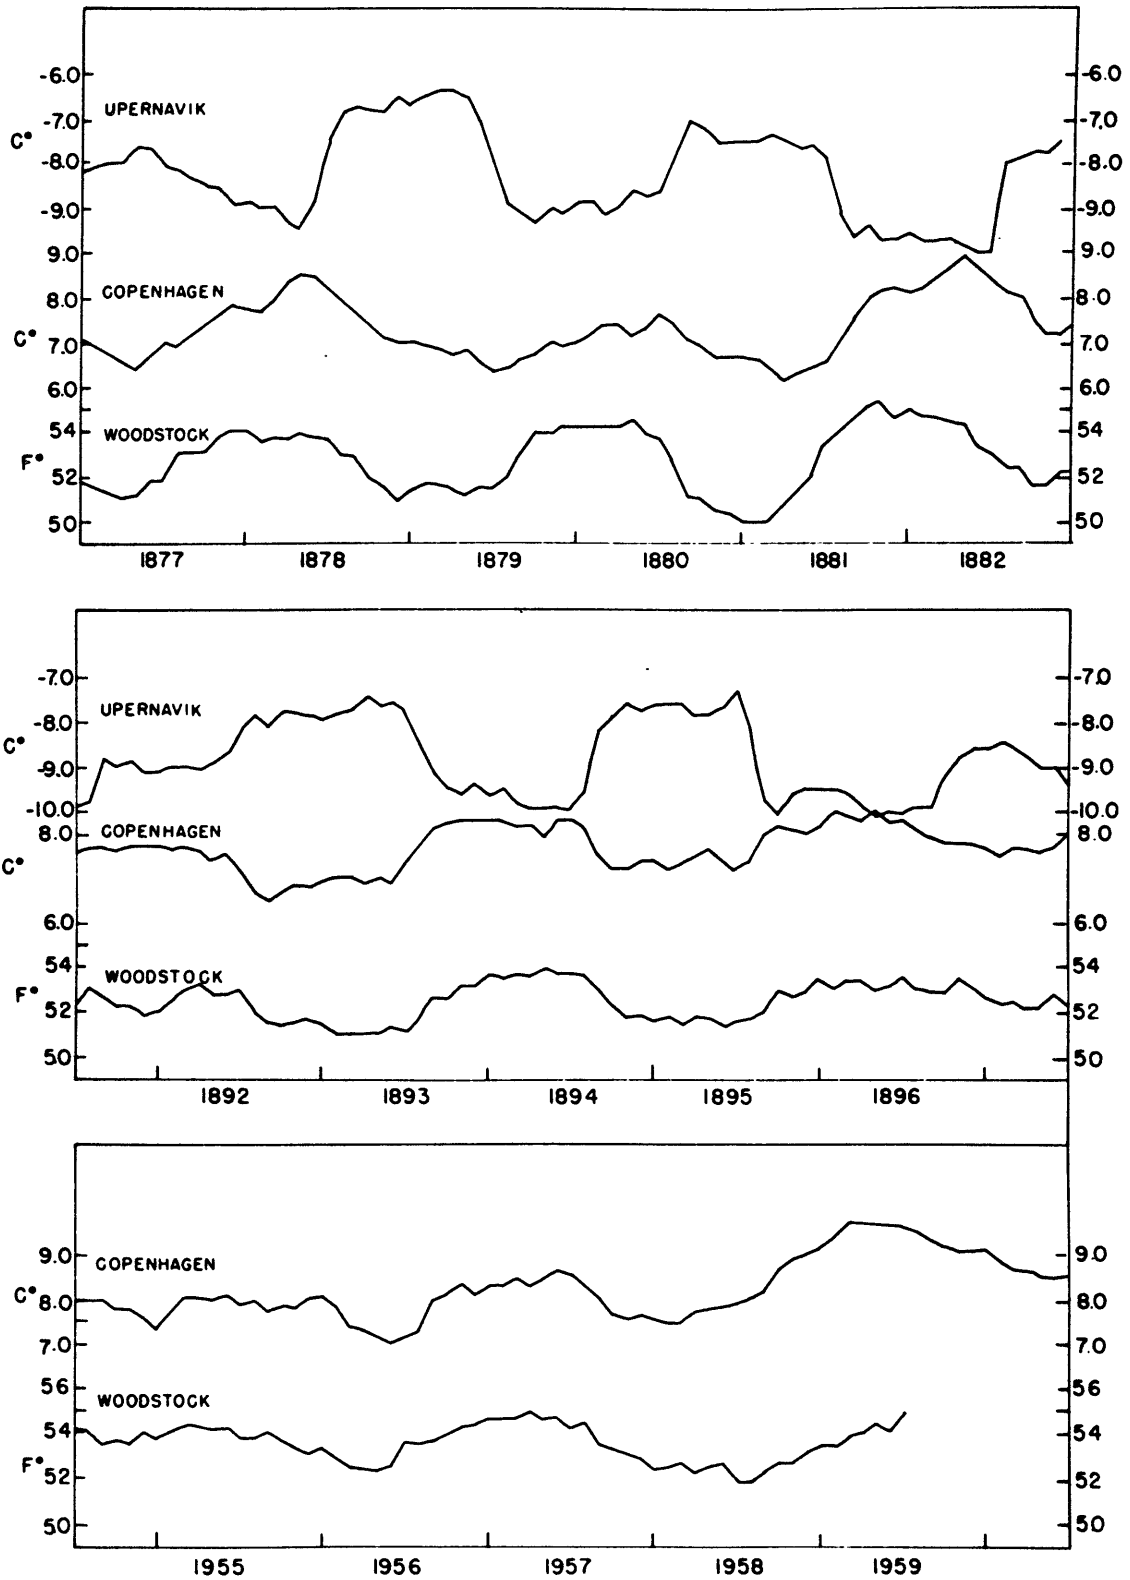 -6.0 -6.0
UPERNAVIK
-7.0 -7.0
C°
-8.0 -8.0
-9.0 -9.0
9.0 9.0
COPENHAGEN
8.0 8.0
C°
7.0 7.0
6.0 6.0
54 54
WOODSTOCK
F°
52 52
50 50
1877 1878 1879 1880 1881 1882
-7.0 -7.0
UPERNAVIK
-8.0 -8.0
C°
-9.0 -9.0
-10.0 -10.0
8.0 COPENHAGEN 8.0
C°
6.0 6.0
54 54
WOODSTOCK
F°
52 52
50 50
1892 1893 1894 1895 1896
9.0 9.0
COPENHAGEN
C° 8.0 8.0
7.0 7.0
56 56
WOODSTOCK
54 54
F°
52 52
50 50
1955 1956 1957 1958 1959